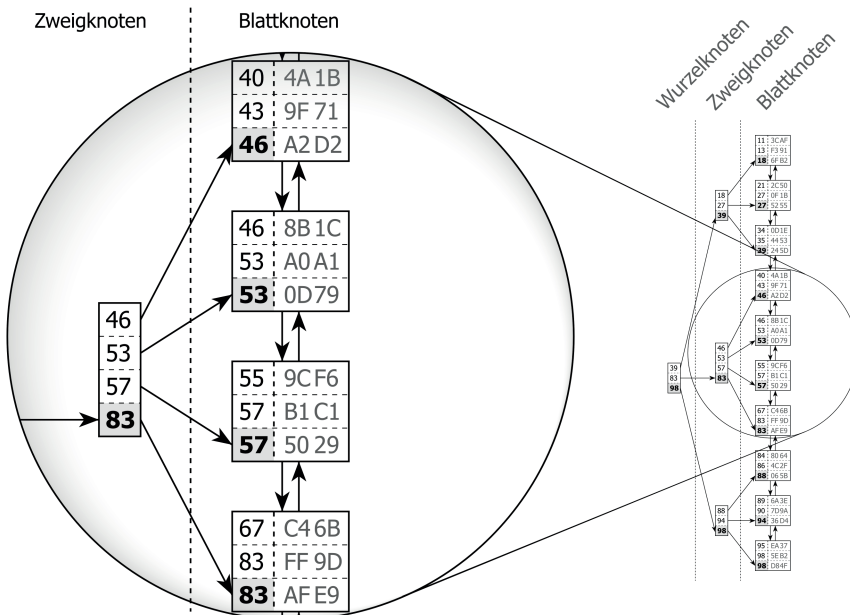 Zweigknoten
Blattknoten
40 4A 1B
43 9F 71
46 A2 D2
46 8B 1C
53 A0 A1
53 0D 79
46
53
57
83
55 9C F6
57 B1 C1
57 50 29
67 C4 6B
83 FF 9D
83 AF E9
Wurzelknoten
Zweigknoten
Blattknoten
11 3C AF
13 F3 91
18 6F B2
18
27
39
21 2C 50
27 0F 1B
27 52 55
34 0D 1E
35 44 53
39 24 5D
40 4A 1B
43 9F 71
46 A2 D2
46 8B 1C
53 A0 A1
53 0D 79
39
83
98
46
53
57
83
55 9C F6
57 B1 C1
57 50 29
67 C4 6B
83 FF 9D
83 AF E9
84 80 64
86 4C 2F
88 06 5B
88
94
98
89 6A 3E
90 7D 9A
94 36 D4
95 EA 37
98 5E B2
98 D8 4F